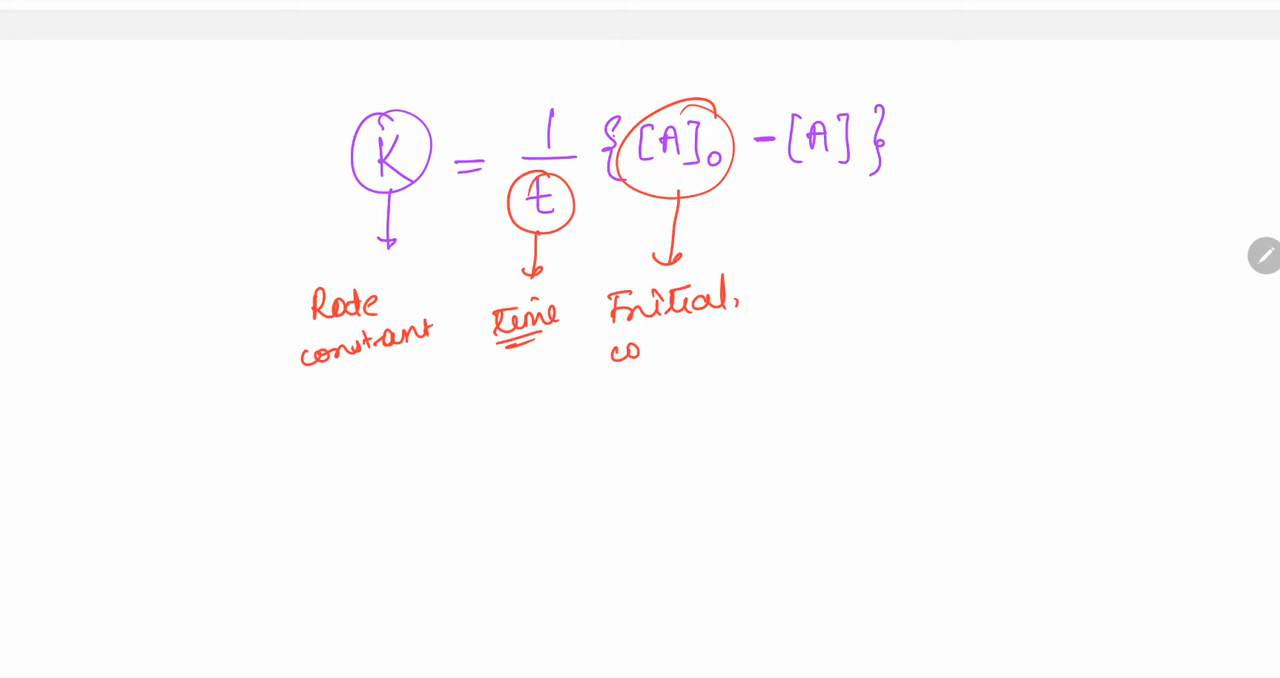 K = 1/t {[A]₀ - [A]}
Rate constant
time
Initial, co